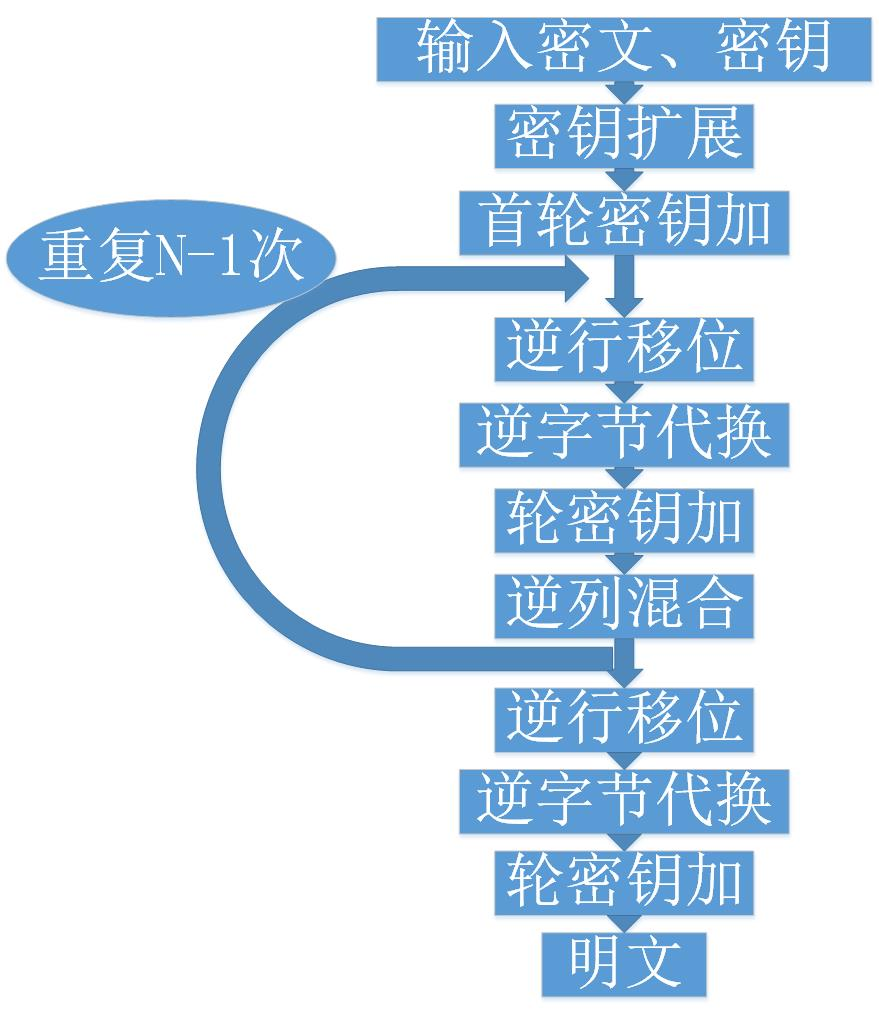 输入密文、密钥
密钥扩展
首轮密钥加
重复N-1次
逆行移位
逆字节代换
轮密钥加
逆列混合
逆行移位
逆字节代换
轮密钥加
明文